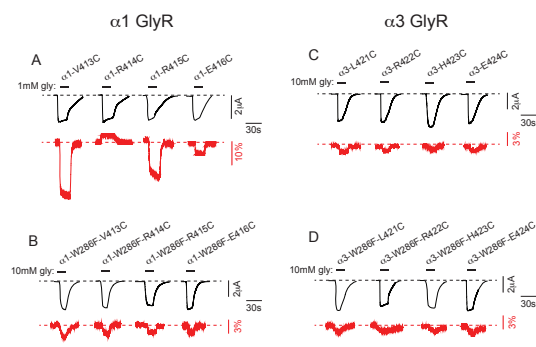 α1 GlyR
α3 GlyR
A
α1-V413C
α1-R414C
α1-R415C
α1-E416C
1mM gly:
2μA
30s
10%
C
α3-L421C
α3-R422C
α3-H423C
α3-E424C
10mM gly:
2μA
30s
3%
B
α1-W286F-V413C
α1-W286F-R414C
α1-W286F-R415C
α1-W286F-E416C
10mM gly:
2μA
30s
3%
D
α3-W286F-L421C
α3-W286F-R422C
α3-W286F-H423C
α3-W286F-E424C
10mM gly:
2μA
30s
3%